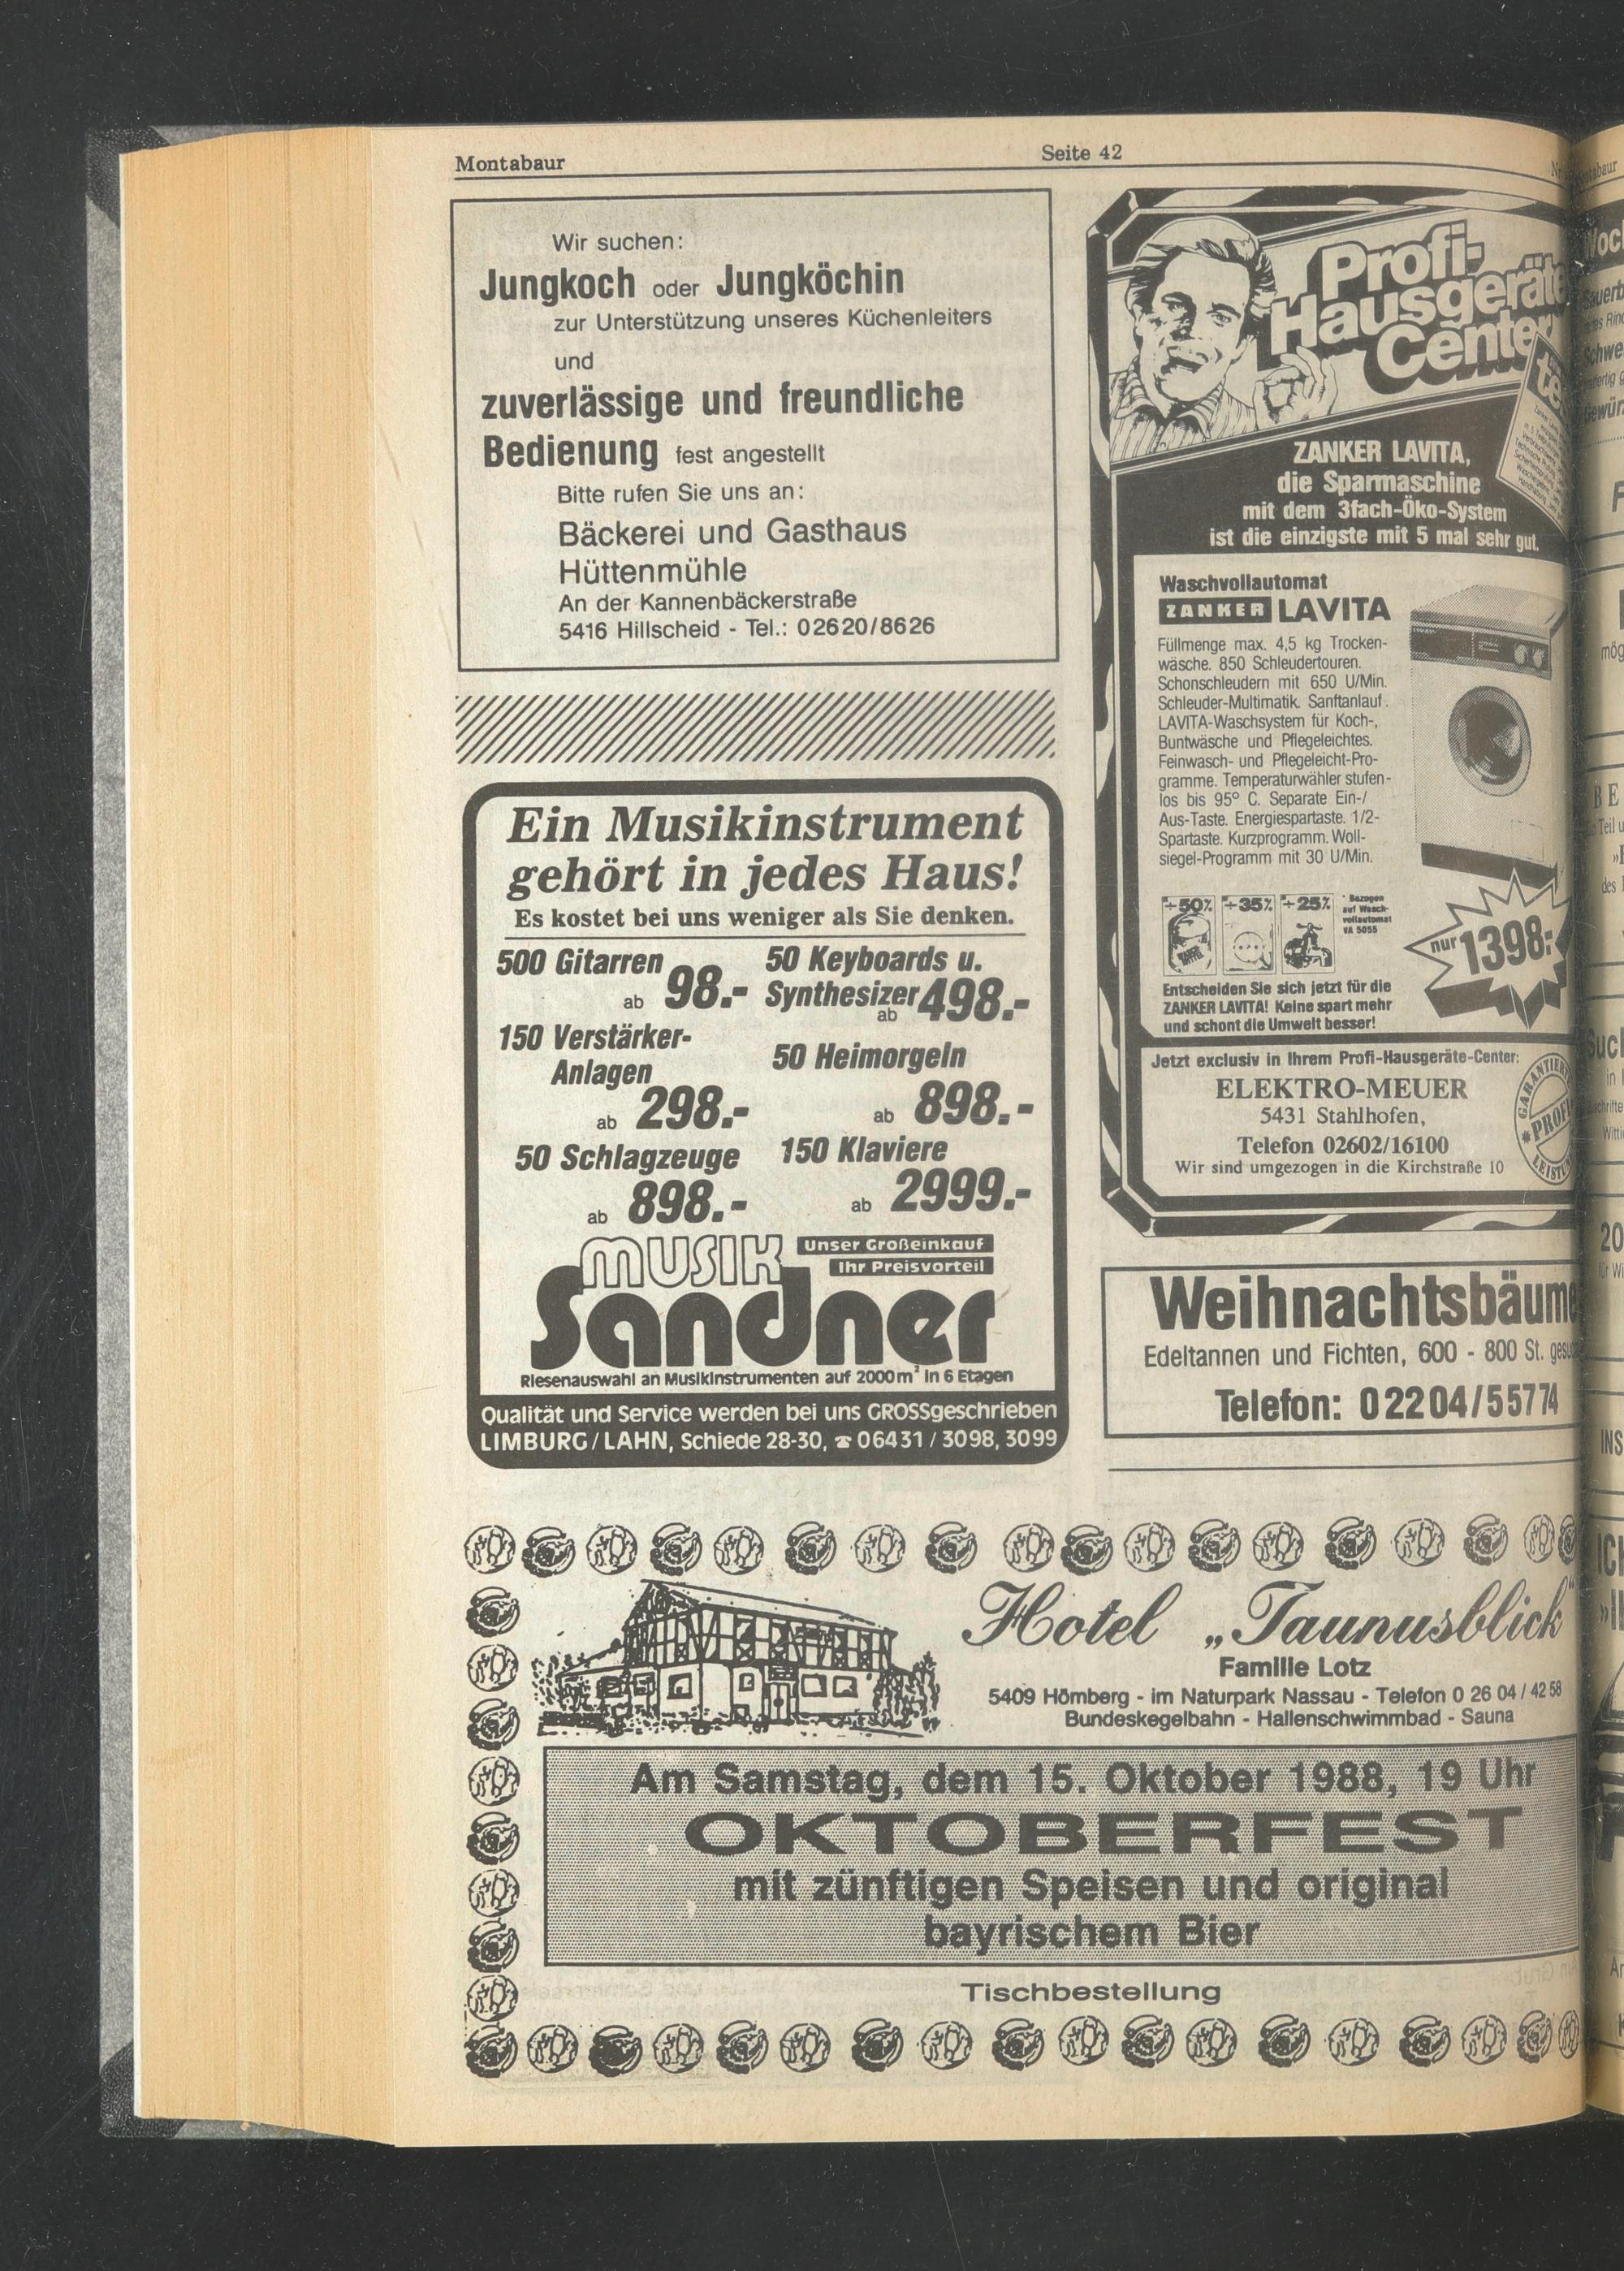 Montabaur
Seite 42
Wir suchen:
Jungkoch oder Jungköchin
zur Unterstützung unseres Küchenleiters
und
zuverlässige und freundliche
Bedienung fest angestellt
Bitte rufen Sie uns an:
Bäckerei und Gasthaus
Hüttenmühle
An der Kannenbäckerstraße
5416 Hillscheid - Tel.: 02620/8626
Ein Musikinstrument
gehört in jedes Haus!
Es kostet bei uns weniger als Sie denken.
500 Gitarren
ab 98.-
50 Keyboards u.
Synthesizer
ab 498.-
150 Verstärker-
Anlagen
ab 298.-
50 Heimorgeln
ab 898.-
50 Schlagzeuge
ab 898.-
150 Klaviere
ab 2999.-
MUSIK
Unser Großeinkauf
Ihr Preisvorteil
Sandner
Riesenauswahl an Musikinstrumenten auf 2000m² in 6 Etagen
Qualität und Service werden bei uns GROSSgeschrieben
LIMBURG/LAHN, Schiede 28-30, ☎ 06431/3098, 3099
Profi-
Hausgeräte
Center
ZANKER LAVITA,
die Sparmaschine
mit dem 3fach-Öko-System
ist die einzigste mit 5 mal sehr gut.
Waschvollautomat
ZANKER LAVITA
Füllmenge max. 4,5 kg Trocken-
wäsche. 850 Schleudertouren.
Schonschleudern mit 650 U/Min.
Schleuder-Multimatik. Sanftanlauf.
LAVITA-Waschsystem für Koch-,
Buntwäsche und Pflegeleichtes.
Feinwasch- und Pflegeleicht-Pro-
gramme. Temperaturwähler stufen-
los bis 95° C. Separate Ein-/
Aus-Taste. Energiespartaste. 1/2-
Spartaste. Kurzprogramm. Woll-
siegel-Programm mit 30 U/Min.
÷50% ÷35% ÷25%
* Bezogen
auf Wasch-
vollautomat
VA 5055
nur 1398.-
Entscheiden Sie sich jetzt für die
ZANKER LAVITA! Keine spart mehr
und schont die Umwelt besser!
Jetzt exclusiv in Ihrem Profi-Hausgeräte-Center:
ELEKTRO-MEUER
5431 Stahlhofen,
Telefon 02602/16100
Wir sind umgezogen in die Kirchstraße 10
GARANTIERT
PROFI
Weihnachtsbäume
Edeltannen und Fichten, 600 - 800 St.
Telefon: 02204/55774
Hotel „Taunusblick“
Familie Lotz
5409 Hömberg - im Naturpark Nassau - Telefon 0 26 04 / 42 58
Bundeskegelbahn - Hallenschwimmbad - Sauna
Am Samstag, dem 15. Oktober 1988, 19 Uhr
OKTOBERFEST
mit zünftigen Speisen und original
bayrischem Bier
Tischbestellung